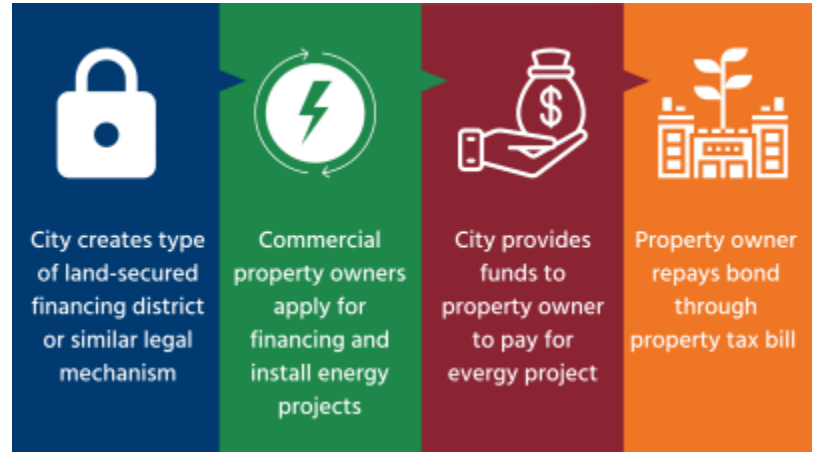 City creates type
of land-secured
financing district
or similar legal
mechanism
Commercial
property owners
apply for
financing and
install energy
projects
$
City provides
funds to
property owner
to pay for
evergy project
Property owner
repays bond
through
property tax bill